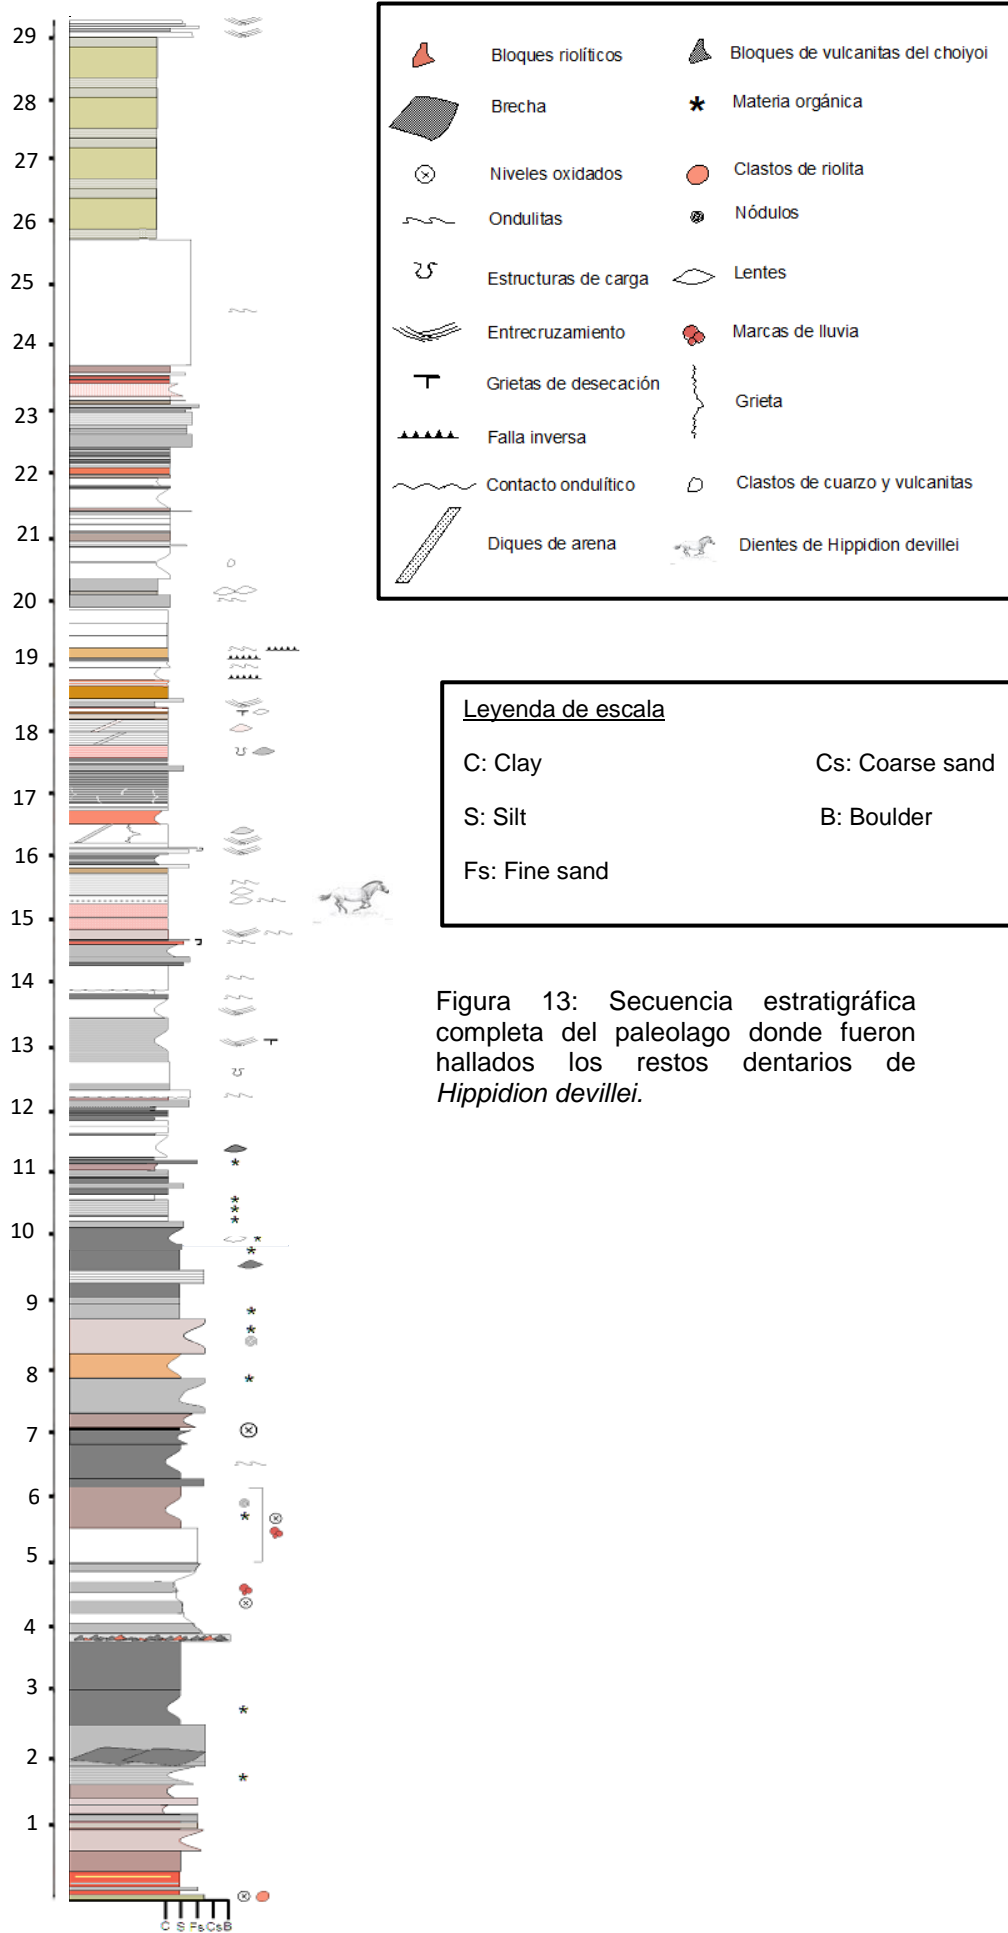 29
28
27
26
25
24
23
22
21
20
19
18
17
16
15
14
13
12
11
10
9
8
7
6
5
4
3
2
1
C S Fs Cs B
Bloques riolíticos
Bloques de vulcanitas del choiyoi
Brecha
Materia orgánica
Niveles oxidados
Clastos de riolita
Ondulitas
Nódulos
Estructuras de carga
Lentes
Entrecruzamiento
Marcas de lluvia
Grietas de desecación
Grieta
Falla inversa
Contacto ondulítico
Clastos de cuarzo y vulcanitas
Diques de arena
Dientes de Hippidion devillei
Leyenda de escala
C: Clay
Cs: Coarse sand
S: Silt
B: Boulder
Fs: Fine sand
Figura 13: Secuencia estratigráfica
completa del paleolago donde fueron
hallados los restos dentarios de
Hippidion devillei.